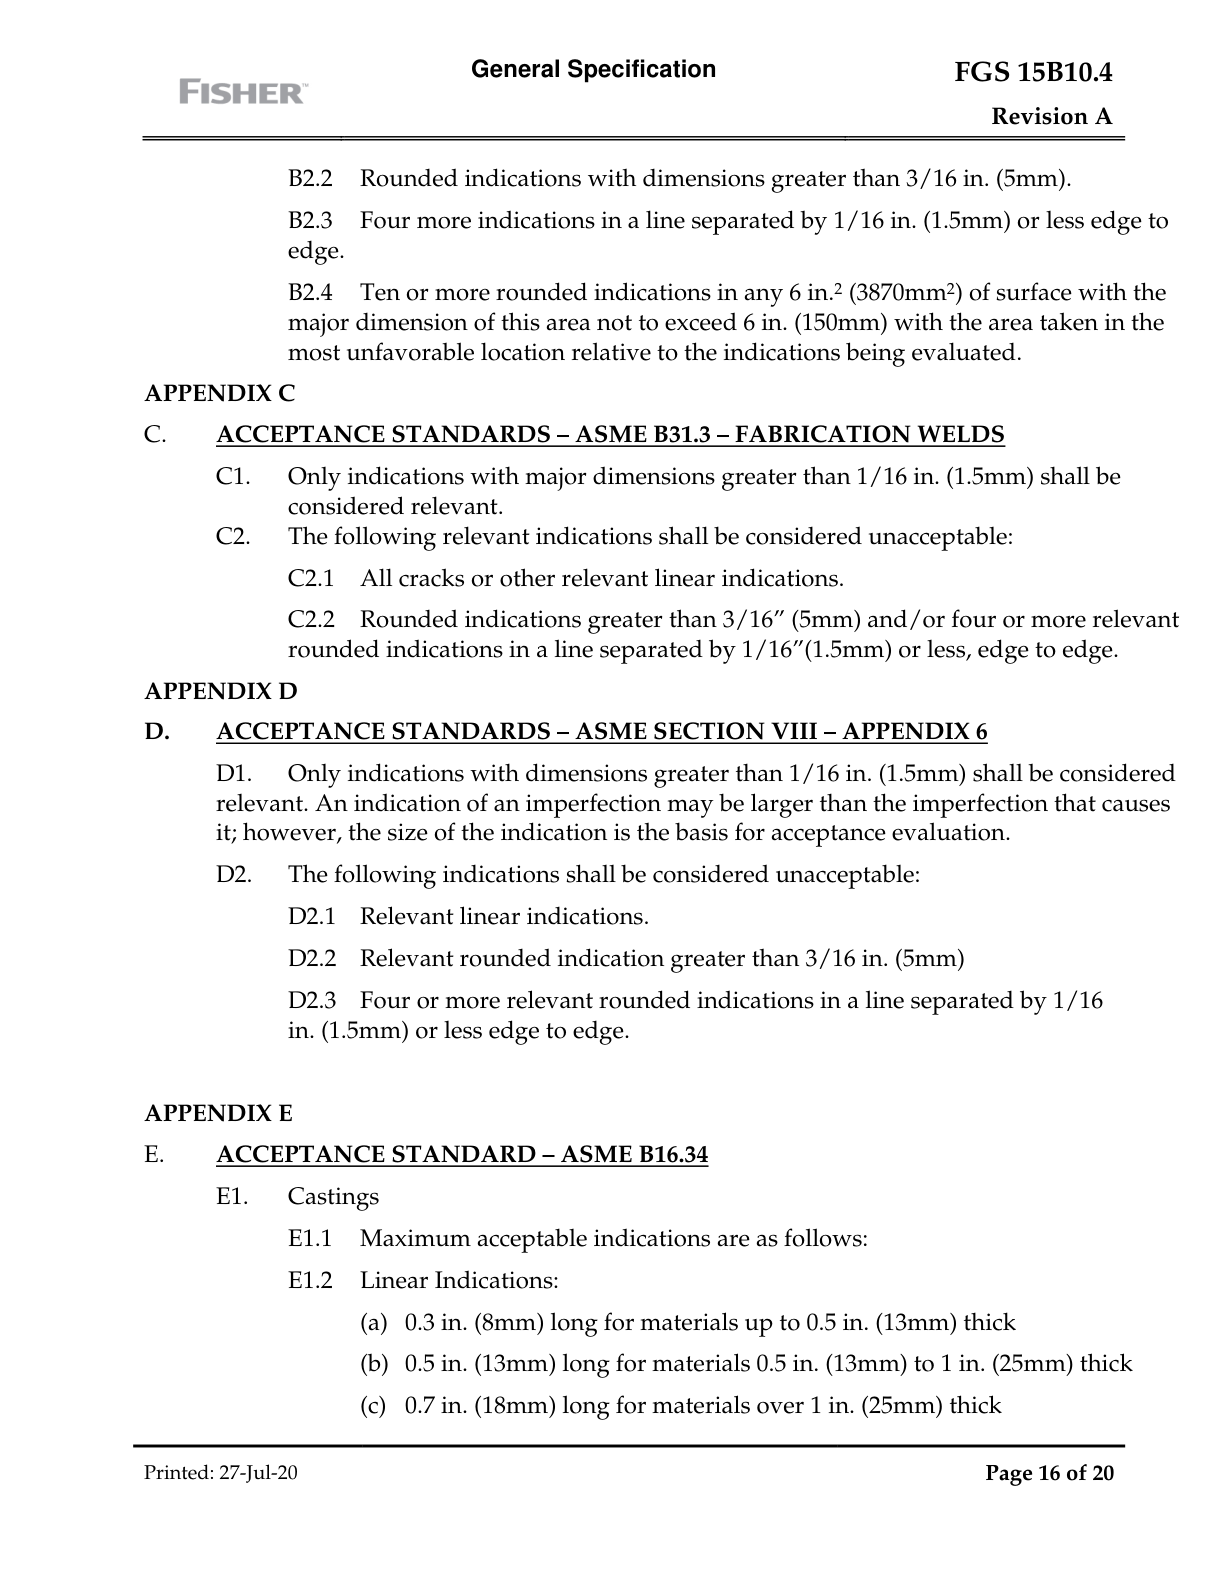 General Specification
FGS 15B10.4
FISHER™
Revision A
B2.2 Rounded indications with dimensions greater than 3/16 in. (5mm).
B2.3 Four more indications in a line separated by 1/16 in. (1.5mm) or less edge to
edge.
B2.4 Ten or more rounded indications in any 6 in.² (3870mm²) of surface with the
major dimension of this area not to exceed 6 in. (150mm) with the area taken in the
most unfavorable location relative to the indications being evaluated.
APPENDIX C
C. ACCEPTANCE STANDARDS – ASME B31.3 – FABRICATION WELDS
C1. Only indications with major dimensions greater than 1/16 in. (1.5mm) shall be
considered relevant.
C2. The following relevant indications shall be considered unacceptable:
C2.1 All cracks or other relevant linear indications.
C2.2 Rounded indications greater than 3/16” (5mm) and/or four or more relevant
rounded indications in a line separated by 1/16”(1.5mm) or less, edge to edge.
APPENDIX D
D. ACCEPTANCE STANDARDS – ASME SECTION VIII – APPENDIX 6
D1. Only indications with dimensions greater than 1/16 in. (1.5mm) shall be considered
relevant. An indication of an imperfection may be larger than the imperfection that causes
it; however, the size of the indication is the basis for acceptance evaluation.
D2. The following indications shall be considered unacceptable:
D2.1 Relevant linear indications.
D2.2 Relevant rounded indication greater than 3/16 in. (5mm)
D2.3 Four or more relevant rounded indications in a line separated by 1/16
in. (1.5mm) or less edge to edge.
APPENDIX E
E. ACCEPTANCE STANDARD – ASME B16.34
E1. Castings
E1.1 Maximum acceptable indications are as follows:
E1.2 Linear Indications:
(a) 0.3 in. (8mm) long for materials up to 0.5 in. (13mm) thick
(b) 0.5 in. (13mm) long for materials 0.5 in. (13mm) to 1 in. (25mm) thick
(c) 0.7 in. (18mm) long for materials over 1 in. (25mm) thick
Printed: 27-Jul-20
Page 16 of 20